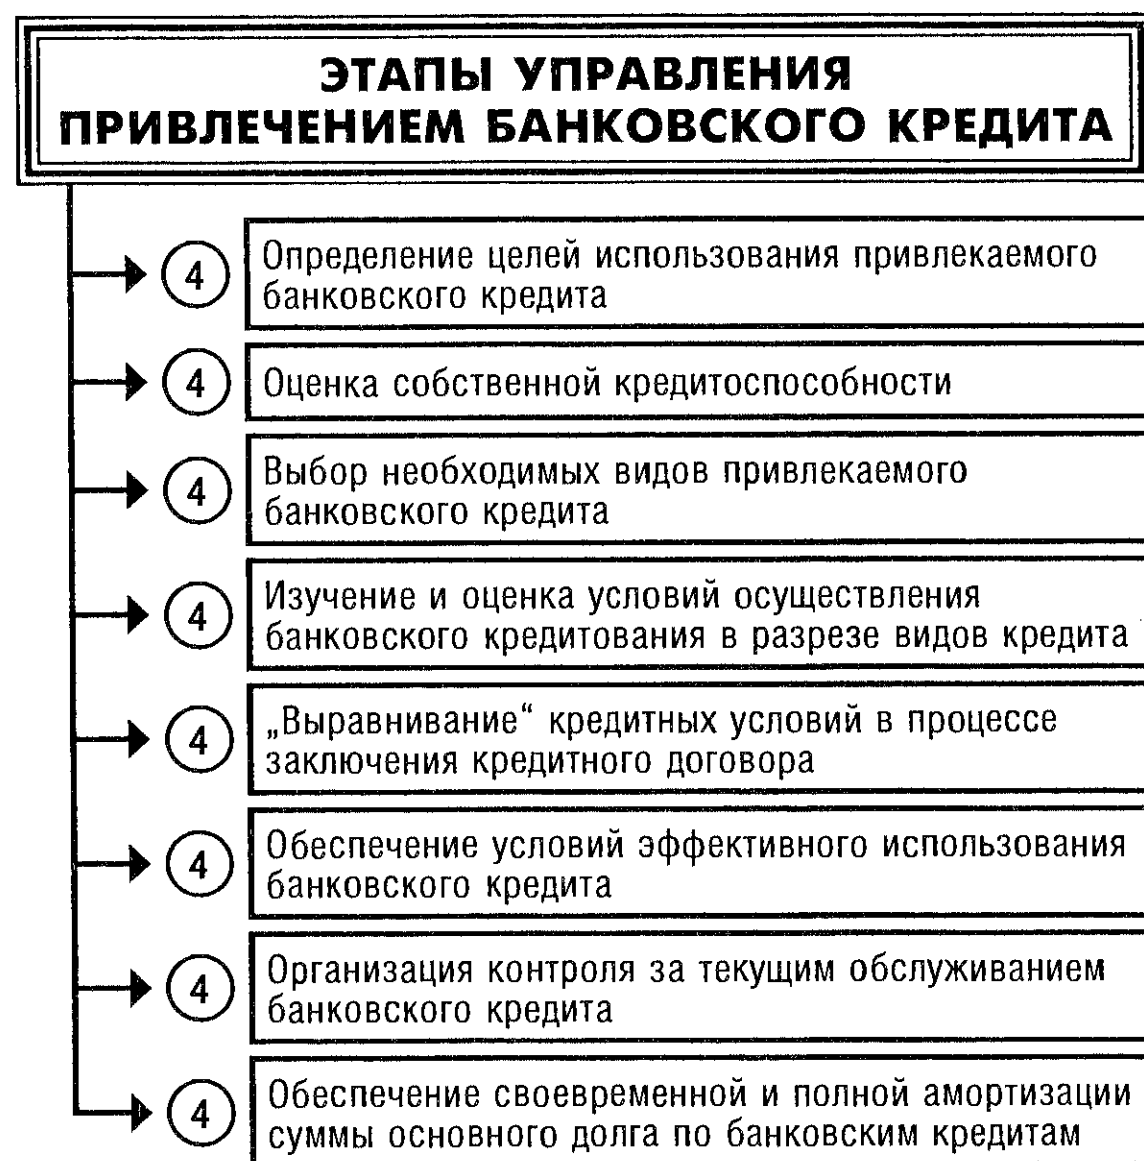 ЭТАПЫ УПРАВЛЕНИЯ
ПРИВЛЕЧЕНИЕМ БАНКОВСКОГО КРЕДИТА
4 Определение целей использования привлекаемого
банковского кредита
4 Оценка собственной кредитоспособности
4 Выбор необходимых видов привлекаемого
банковского кредита
4 Изучение и оценка условий осуществления
банковского кредитования в разрезе видов кредита
4 „Выравнивание“ кредитных условий в процессе
заключения кредитного договора
4 Обеспечение условий эффективного использования
банковского кредита
4 Организация контроля за текущим обслуживанием
банковского кредита
4 Обеспечение своевременной и полной амортизации
суммы основного долга по банковским кредитам